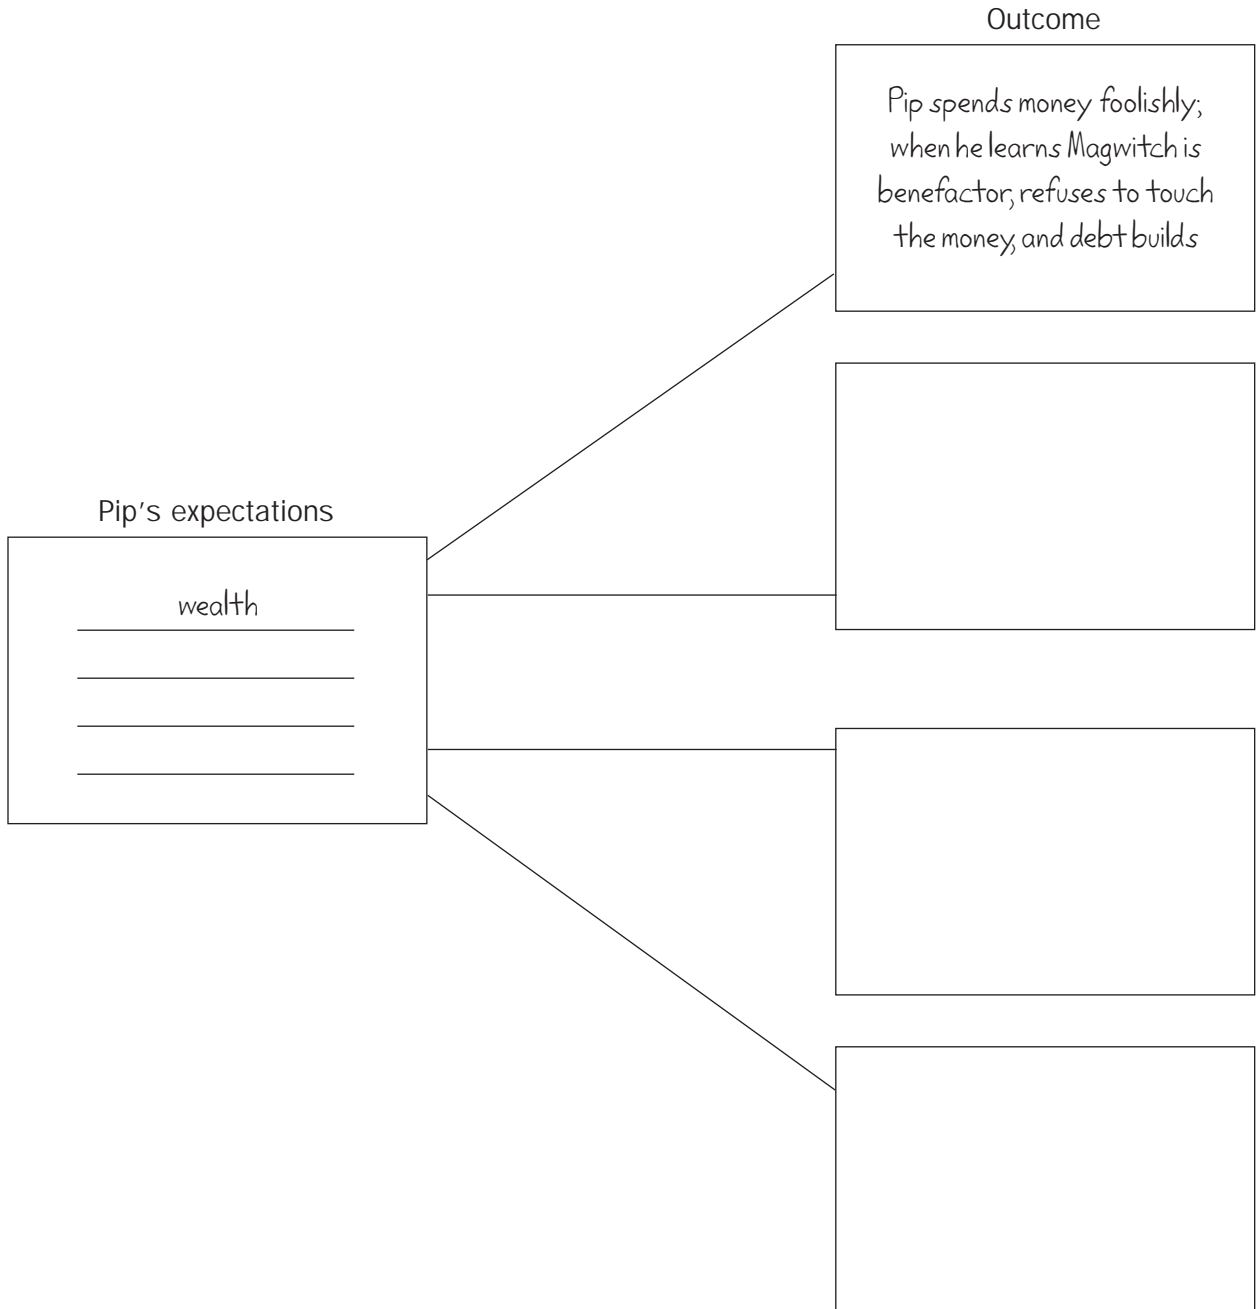 Outcome
Pip spends money foolishly;
when he learns Magwitch is
benefactor, refuses to touch
the money, and debt builds
Pip's expectations
wealth